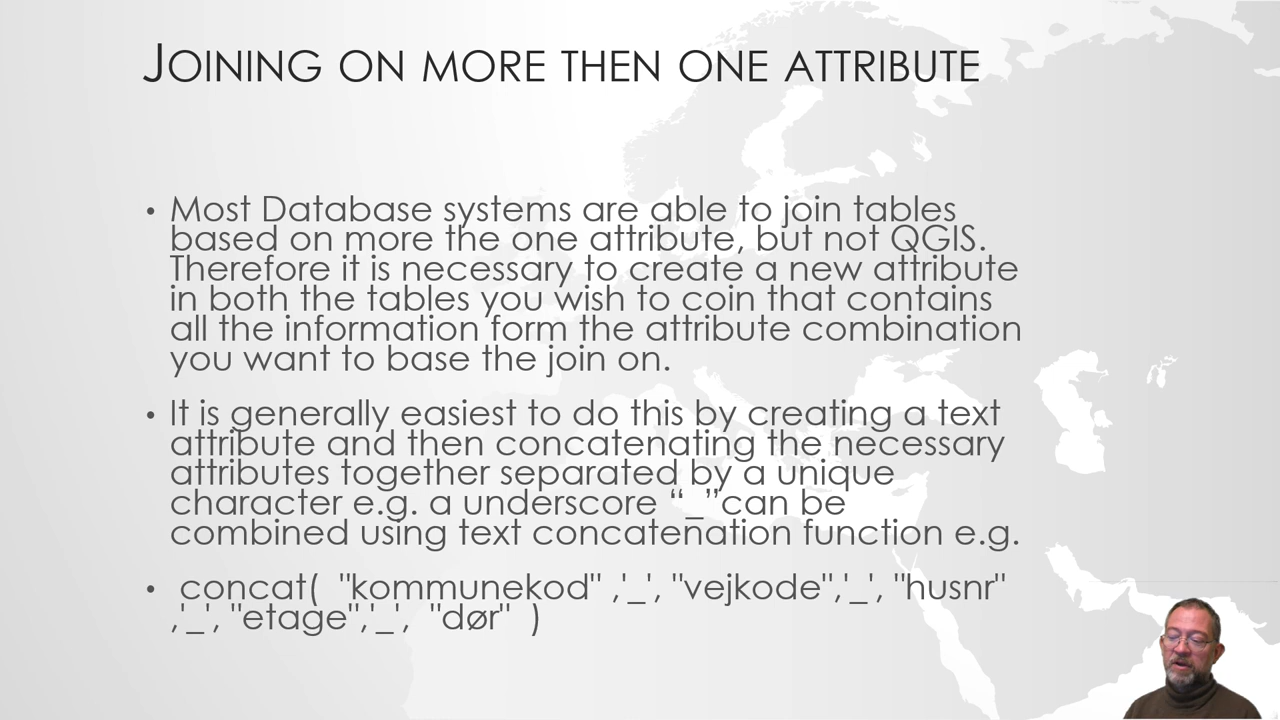 JOINING ON MORE THEN ONE ATTRIBUTE
• Most Database systems are able to join tables
based on more the one attribute, but not QGIS.
Therefore it is necessary to create a new attribute
in both the tables you wish to coin that contains
all the information form the attribute combination
you want to base the join on.
• It is generally easiest to do this by creating a text
attribute and then concatenating the necessary
attributes together separated by a unique
character e.g. a underscore “_”can be
combined using text concatenation function e.g.
• concat(  "kommunekod" ,'_', "vejkode",'_', "husnr"
,'_', "etage",'_',  "dør"  )